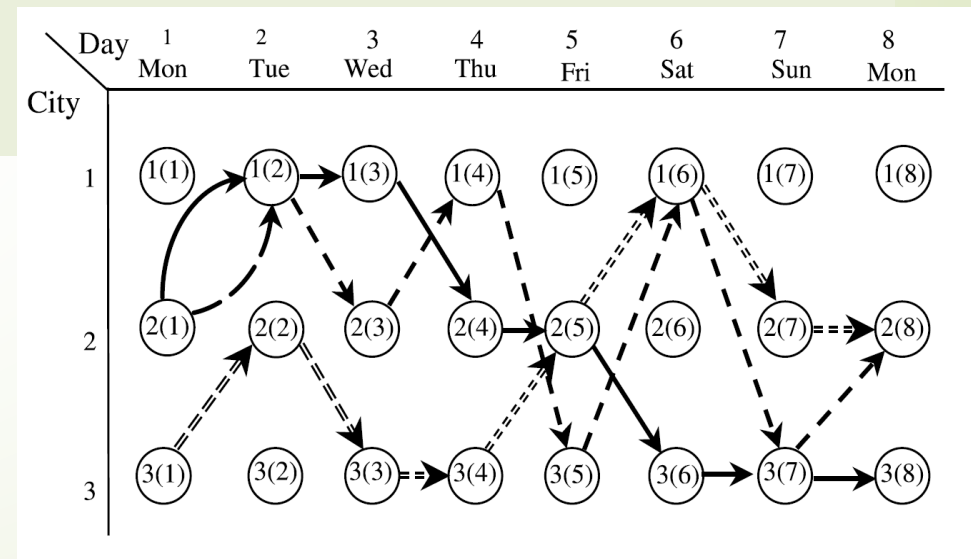 Day 1 2 3 4 5 6 7 8
Mon Tue Wed Thu Fri Sat Sun Mon
City
1 1(1) 1(2) 1(3) 1(4) 1(5) 1(6) 1(7) 1(8)
2 2(1) 2(2) 2(3) 2(4) 2(5) 2(6) 2(7) 2(8)
3 3(1) 3(2) 3(3) 3(4) 3(5) 3(6) 3(7) 3(8)